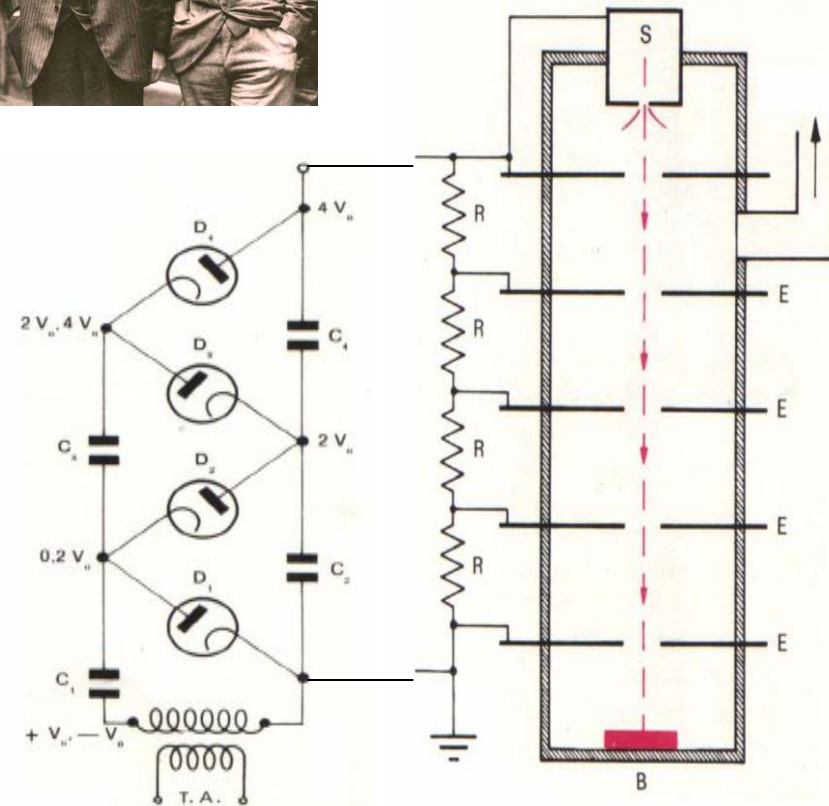 S
4 V₀
D₄
R
2 V₀, 4 V₀
E
C₄
R
D₃
E
C₃
2 V₀
R
D₂
E
0,2 V₀
C₂
R
D₁
E
C₁
+ V₀, — V₀
T.A.
B